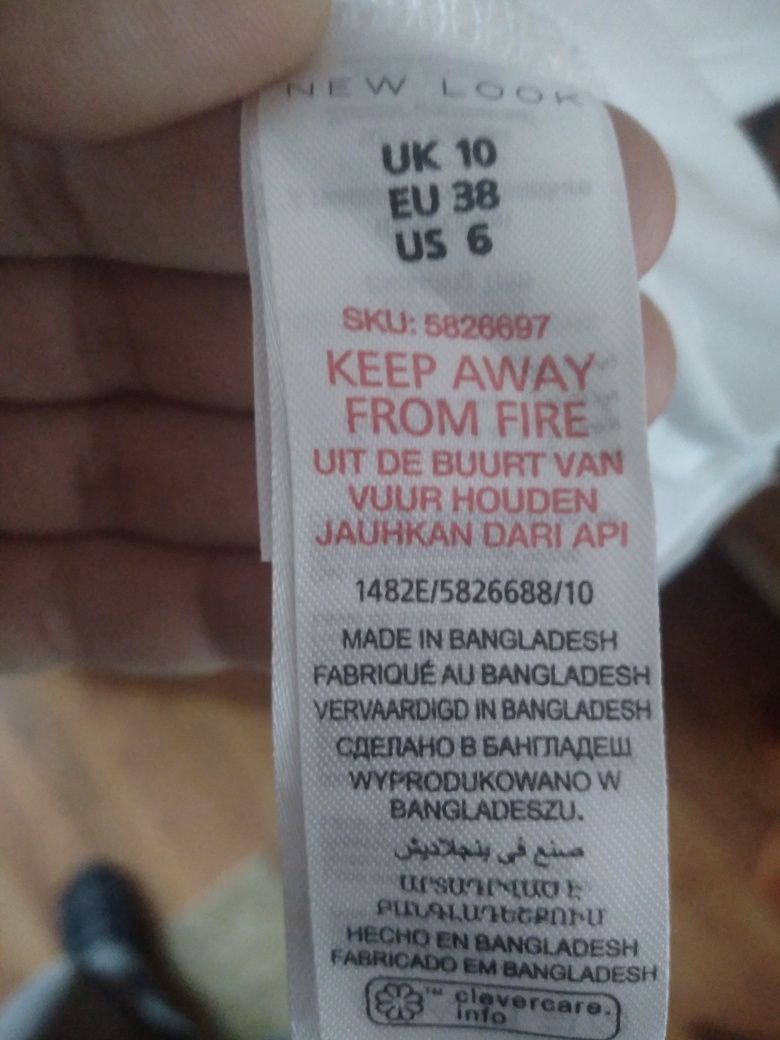 NEW LOOK
UK 10
EU 38
US 6
SKU: 5826697
KEEP AWAY
FROM FIRE
UIT DE BUURT VAN
VUUR HOUDEN
JAUHKAN DARI API
1482E/5826688/10
MADE IN BANGLADESH
FABRIQUÉ AU BANGLADESH
VERVAARDIGD IN BANGLADESH
СДЕЛАНО В БАНГЛАДЕШ
WYPRODUKOWANO W
BANGLADESZU.
صنع في بنجلاديش
ԱՐՏԱԴՐՎԱԾ Է
ԲԱՆԳԼԱԴԵՇՈՒՄ
HECHO EN BANGLADESH
FABRICADO EM BANGLADESH
™ clevercare.
info